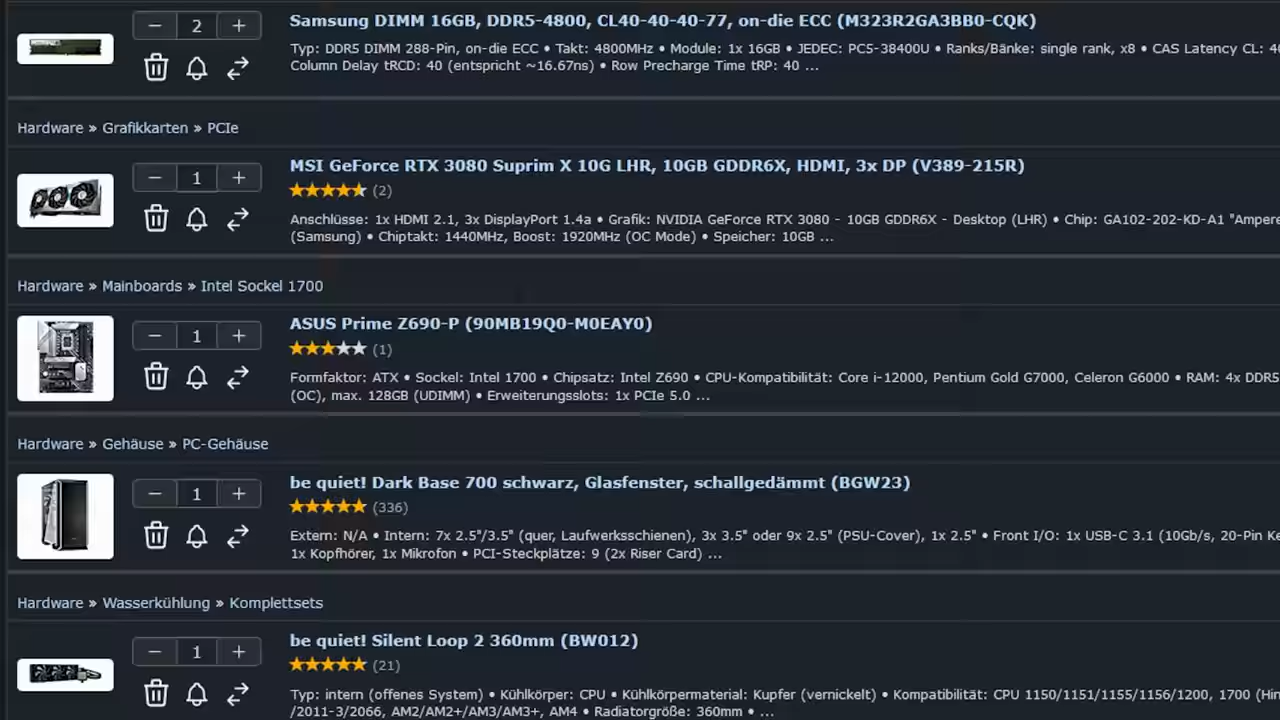 − 2 +
Samsung DIMM 16GB, DDR5-4800, CL40-40-40-77, on-die ECC (M323R2GA3BB0-CQK)
Typ: DDR5 DIMM 288-Pin, on-die ECC • Takt: 4800MHz • Module: 1x 16GB • JEDEC: PC5-38400U • Ranks/Bänke: single rank, x8 • CAS Latency CL:
Column Delay tRCD: 40 (entspricht ~16.67ns) • Row Precharge Time tRP: 40 ...
Hardware » Grafikkarten » PCIe
− 1 +
MSI GeForce RTX 3080 Suprim X 10G LHR, 10GB GDDR6X, HDMI, 3x DP (V389-215R)
(2)
Anschlüsse: 1x HDMI 2.1, 3x DisplayPort 1.4a • Grafik: NVIDIA GeForce RTX 3080 - 10GB GDDR6X - Desktop (LHR) • Chip: GA102-202-KD-A1 "Ampere
(Samsung) • Chiptakt: 1440MHz, Boost: 1920MHz (OC Mode) • Speicher: 10GB ...
Hardware » Mainboards » Intel Sockel 1700
− 1 +
ASUS Prime Z690-P (90MB19Q0-M0EAY0)
(1)
Formfaktor: ATX • Sockel: Intel 1700 • Chipsatz: Intel Z690 • CPU-Kompatibilität: Core i-12000, Pentium Gold G7000, Celeron G6000 • RAM: 4x DDR5
(OC), max. 128GB (UDIMM) • Erweiterungsslots: 1x PCIe 5.0 ...
Hardware » Gehäuse » PC-Gehäuse
− 1 +
be quiet! Dark Base 700 schwarz, Glasfenster, schallgedämmt (BGW23)
(336)
Extern: N/A • Intern: 7x 2.5"/3.5" (quer, Laufwerksschienen), 3x 3.5" oder 9x 2.5" (PSU-Cover), 1x 2.5" • Front I/O: 1x USB-C 3.1 (10Gb/s, 20-Pin
1x Kopfhörer, 1x Mikrofon • PCI-Steckplätze: 9 (2x Riser Card) ...
Hardware » Wasserkühlung » Komplettsets
− 1 +
be quiet! Silent Loop 2 360mm (BW012)
(21)
Typ: intern (offenes System) • Kühlkörper: CPU • Kühlkörpermaterial: Kupfer (vernickelt) • Kompatibilität: CPU 1150/1151/1155/1156/1200, 1700
/2011-3/2066, AM2/AM2+/AM3/AM3+, AM4 • Radiatorgröße: 360mm • ...